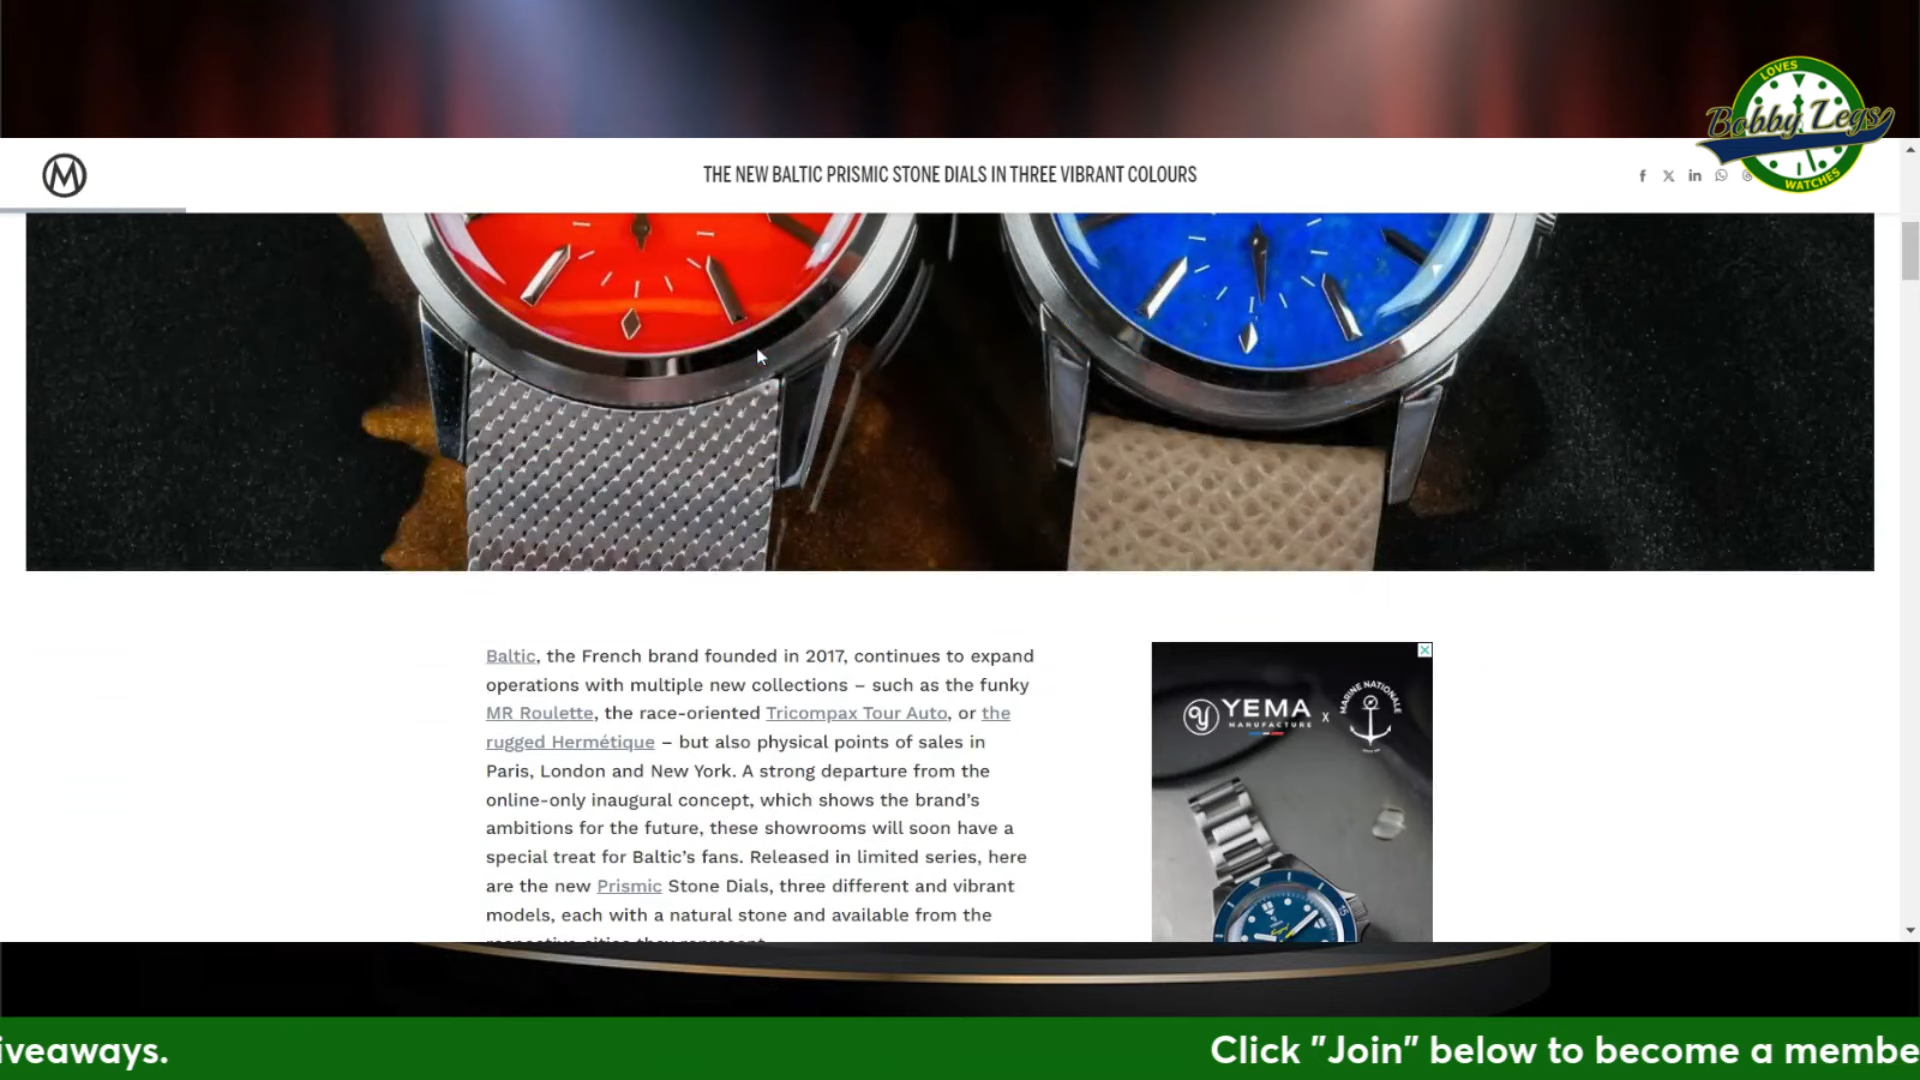 LOVES
Bobby Legs
WATCHES
M
THE NEW BALTIC PRISMIC STONE DIALS IN THREE VIBRANT COLOURS
Baltic, the French brand founded in 2017, continues to expand
operations with multiple new collections – such as the funky
MR Roulette, the race-oriented Tricompax Tour Auto, or the
rugged Hermétique – but also physical points of sales in
Paris, London and New York. A strong departure from the
online-only inaugural concept, which shows the brand's
ambitions for the future, these showrooms will soon have a
special treat for Baltic's fans. Released in limited series, here
are the new Prismic Stone Dials, three different and vibrant
models, each with a natural stone and available from the
respective cities they represent.
YEMA
MANUFACTURE
X
MARINE NATIONALE
iveaways.
Click "Join" below to become a membe